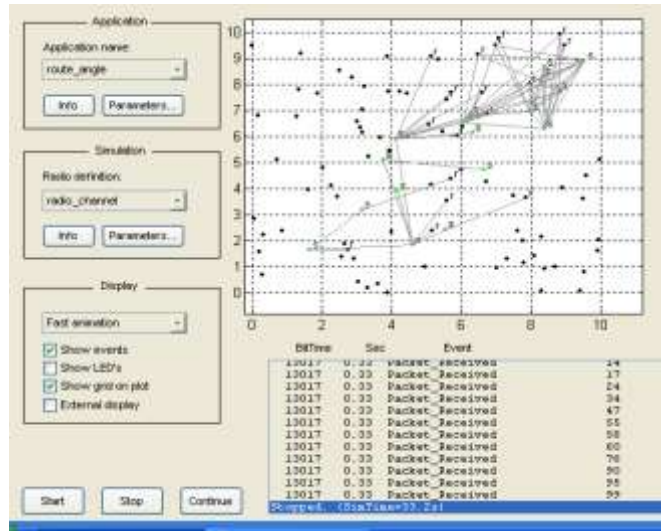 Application
Application name:
route_angle
Info
Parameters...
Simulation
Radio definition:
radio_channel
Info
Parameters...
Display
Fast animation
Show events
Show LED's
Show grid on plot
External display
Start
Stop
Continue
10
9
8
7
6
5
4
3
2
1
0
0
2
4
6
8
10
BitTime Sec Event
13017 0.33 Packet_Received 14
13017 0.33 Packet_Received 17
13017 0.33 Packet_Received 24
13017 0.33 Packet_Received 34
13017 0.33 Packet_Received 47
13017 0.33 Packet_Received 55
13017 0.33 Packet_Received 58
13017 0.33 Packet_Received 60
13017 0.33 Packet_Received 76
13017 0.33 Packet_Received 90
13017 0.33 Packet_Received 95
13017 0.33 Packet_Received 99
Stopped.